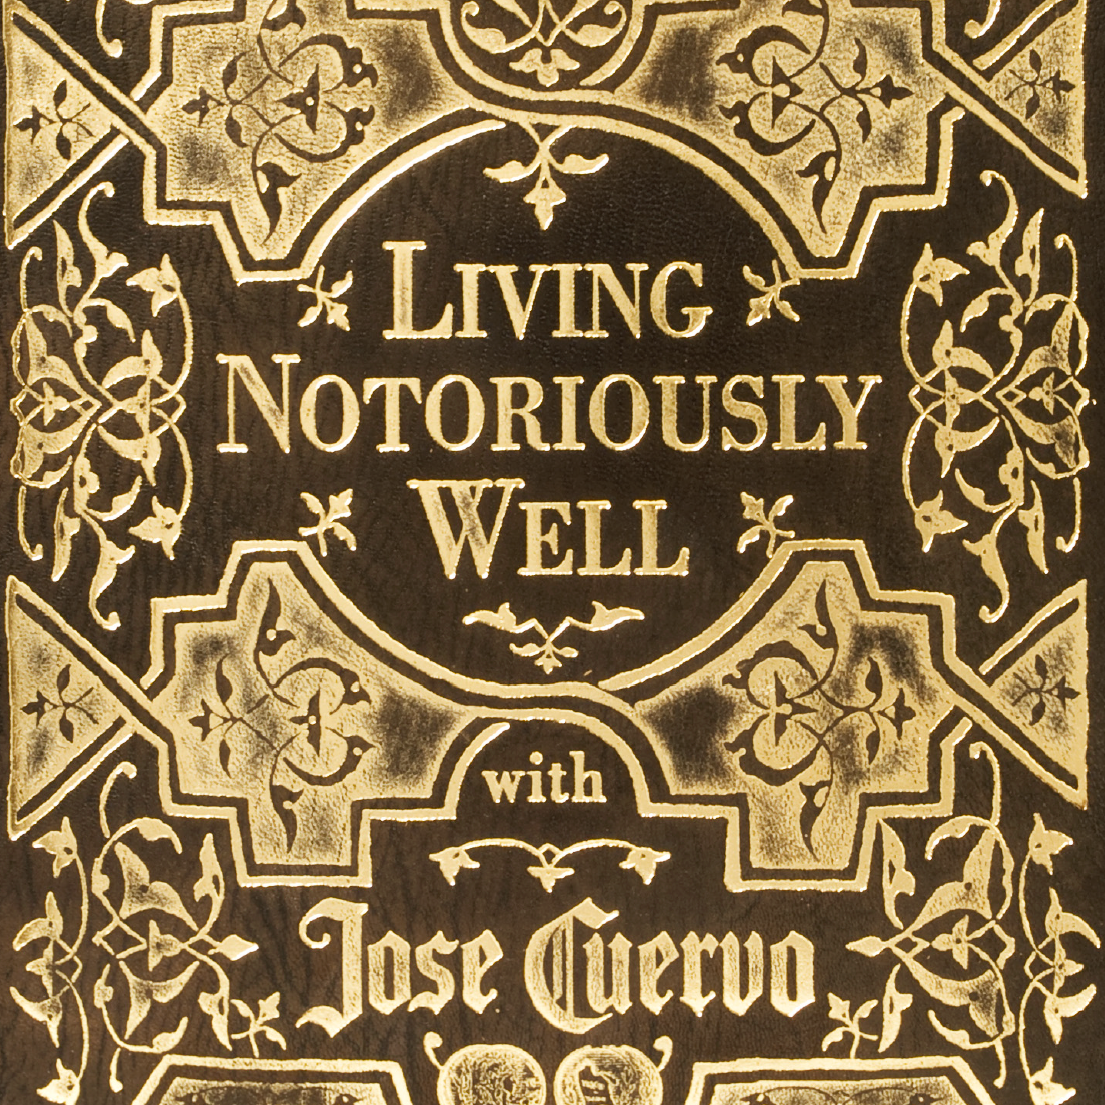 LIVING
NOTORIOUSLY
WELL
with
Jose Cuervo